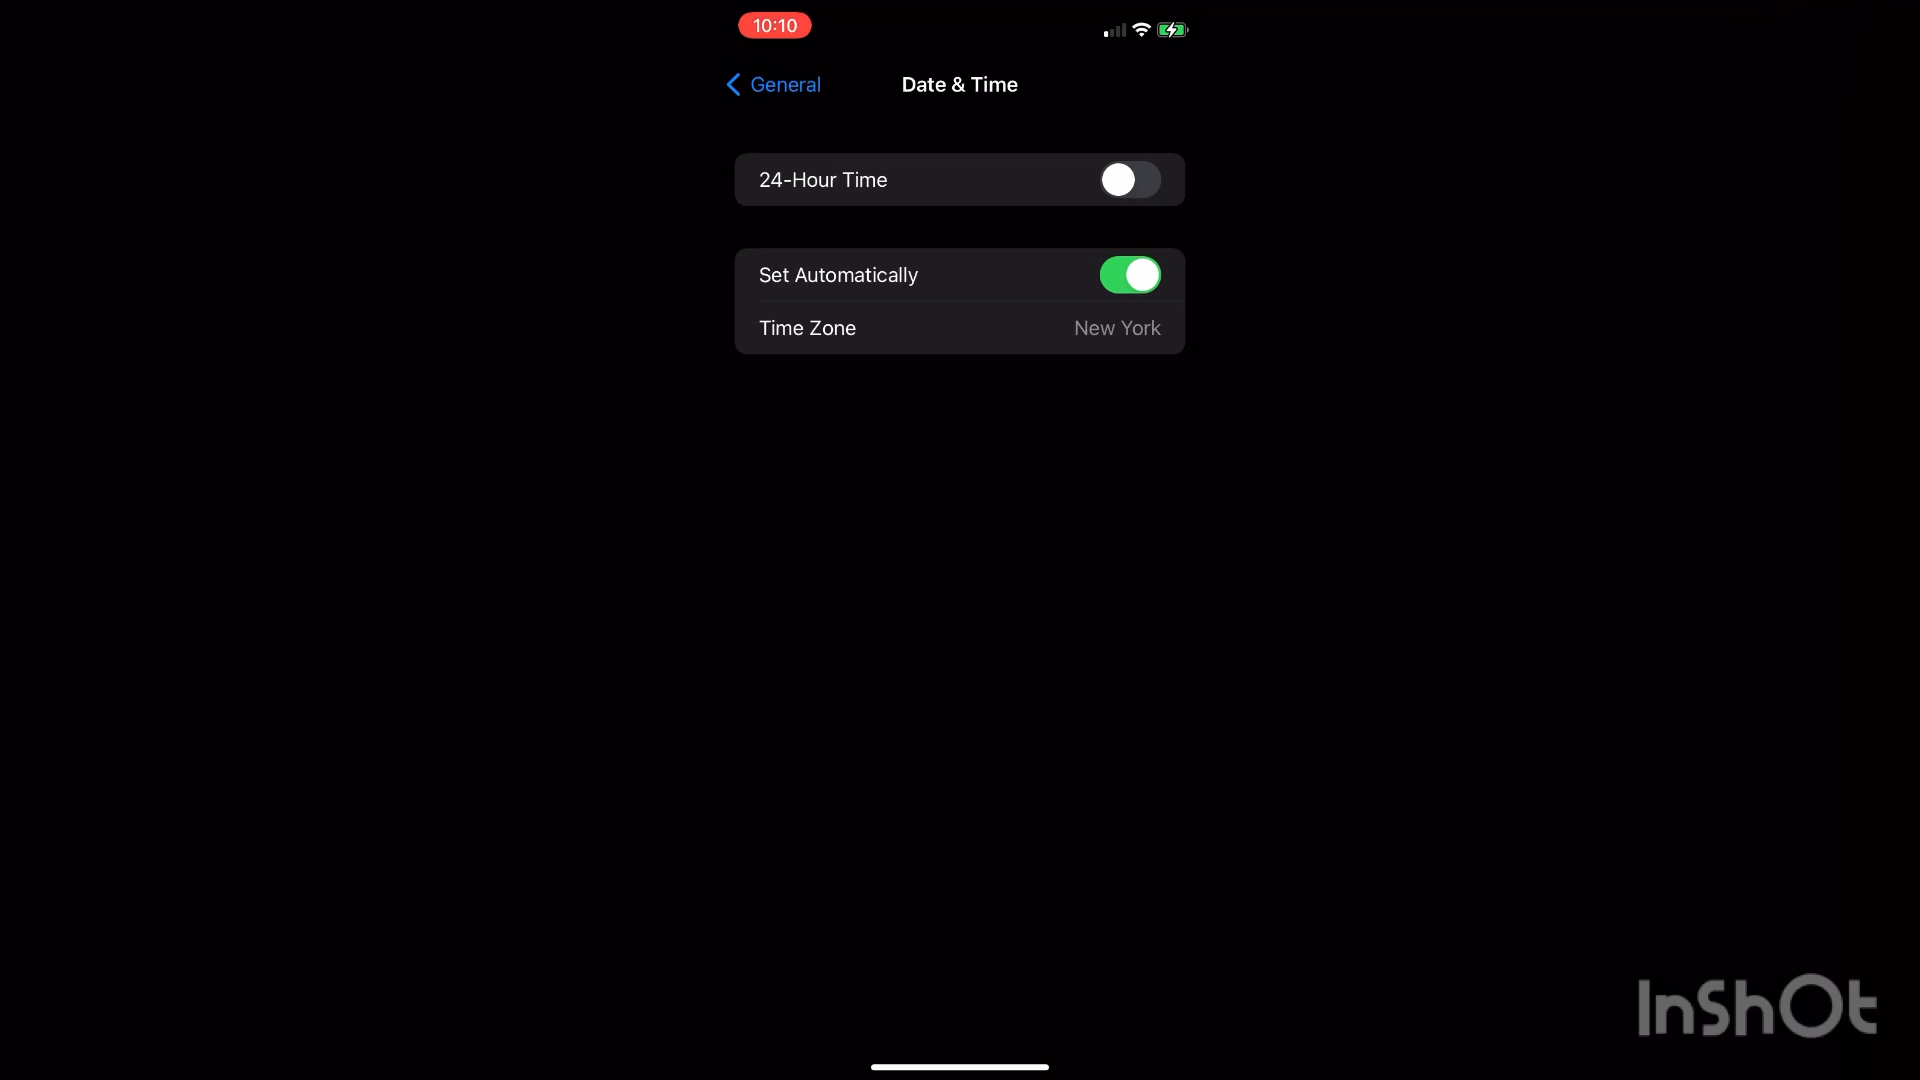 10:10
General
Date & Time
24-Hour Time
Set Automatically
Time Zone
New York
InShOt